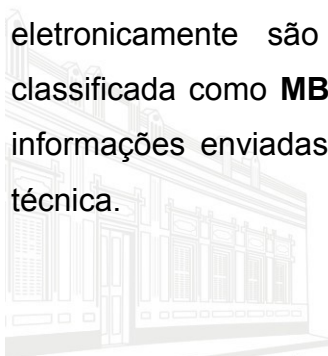 eletronicamente são
classificada como MB
informações enviadas
técnica.